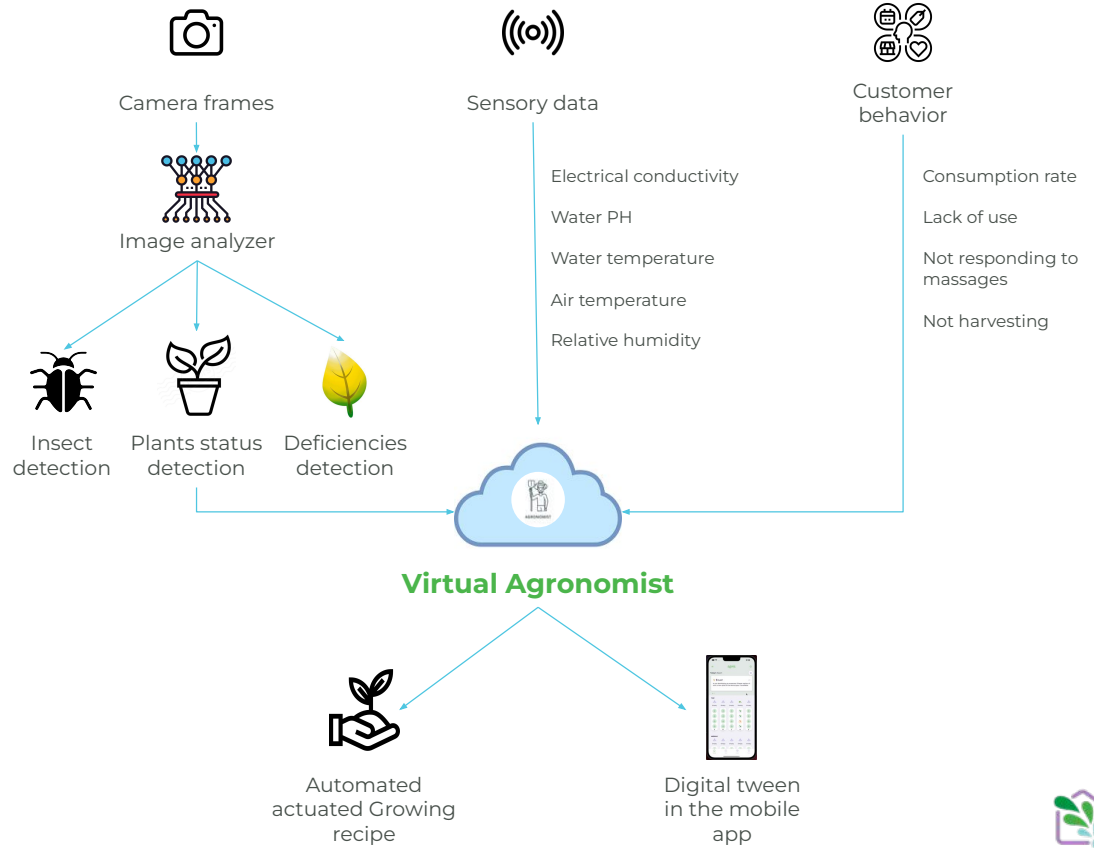 Camera frames
Sensory data
Customer
behavior
Image analyzer
Electrical conductivity
Water PH
Water temperature
Air temperature
Relative humidity
Consumption rate
Lack of use
Not responding to
massages
Not harvesting
Insect
detection
Plants status
detection
Deficiencies
detection
AGRONOMIST
Virtual Agronomist
Automated
actuated Growing
recipe
Digital tween
in the mobile
app